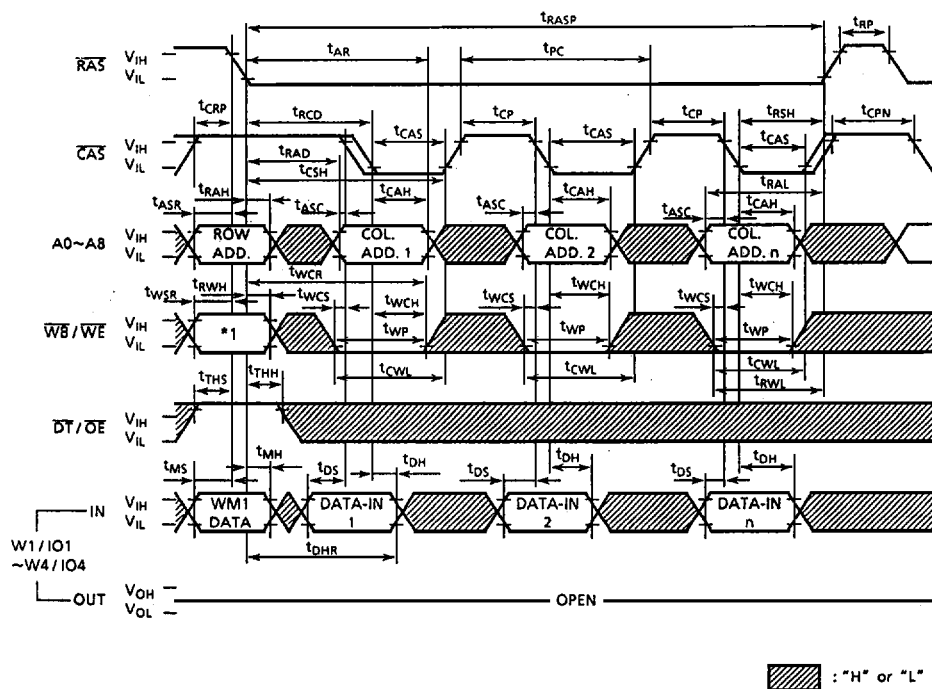 tRASP
tRP
tAR
tPC
RAS
VIH
VIL
tCRP
tRCD
tCAS
tCP
tCAS
tCP
tRSH
tCAS
tCPN
CAS
VIH
VIL
tRAD
tCSH
tRAL
tRAH
tASR
tASC
tCAH
tASC
tCAH
tASC
tCAH
A0~A8
VIH
VIL
ROW
ADD.
COL.
ADD. 1
COL.
ADD. 2
COL.
ADD. n
tWCR
tRWH
tWSR
tWCS
tWCH
tWCS
tWCH
tWCS
tWCH
WB/WE
VIH
VIL
*1
tWP
tWP
tWP
tCWL
tCWL
tCWL
tRWL
tTHS
tTHH
DT/OE
VIH
VIL
tMS
tMH
tDS
tDH
tDS
tDH
tDS
tDH
IN
VIH
VIL
WM1
DATA
DATA-IN
1
DATA-IN
2
DATA-IN
n
W1/IO1
~W4/IO4
tDHR
OUT
VOH
VOL
OPEN
: "H" or "L"